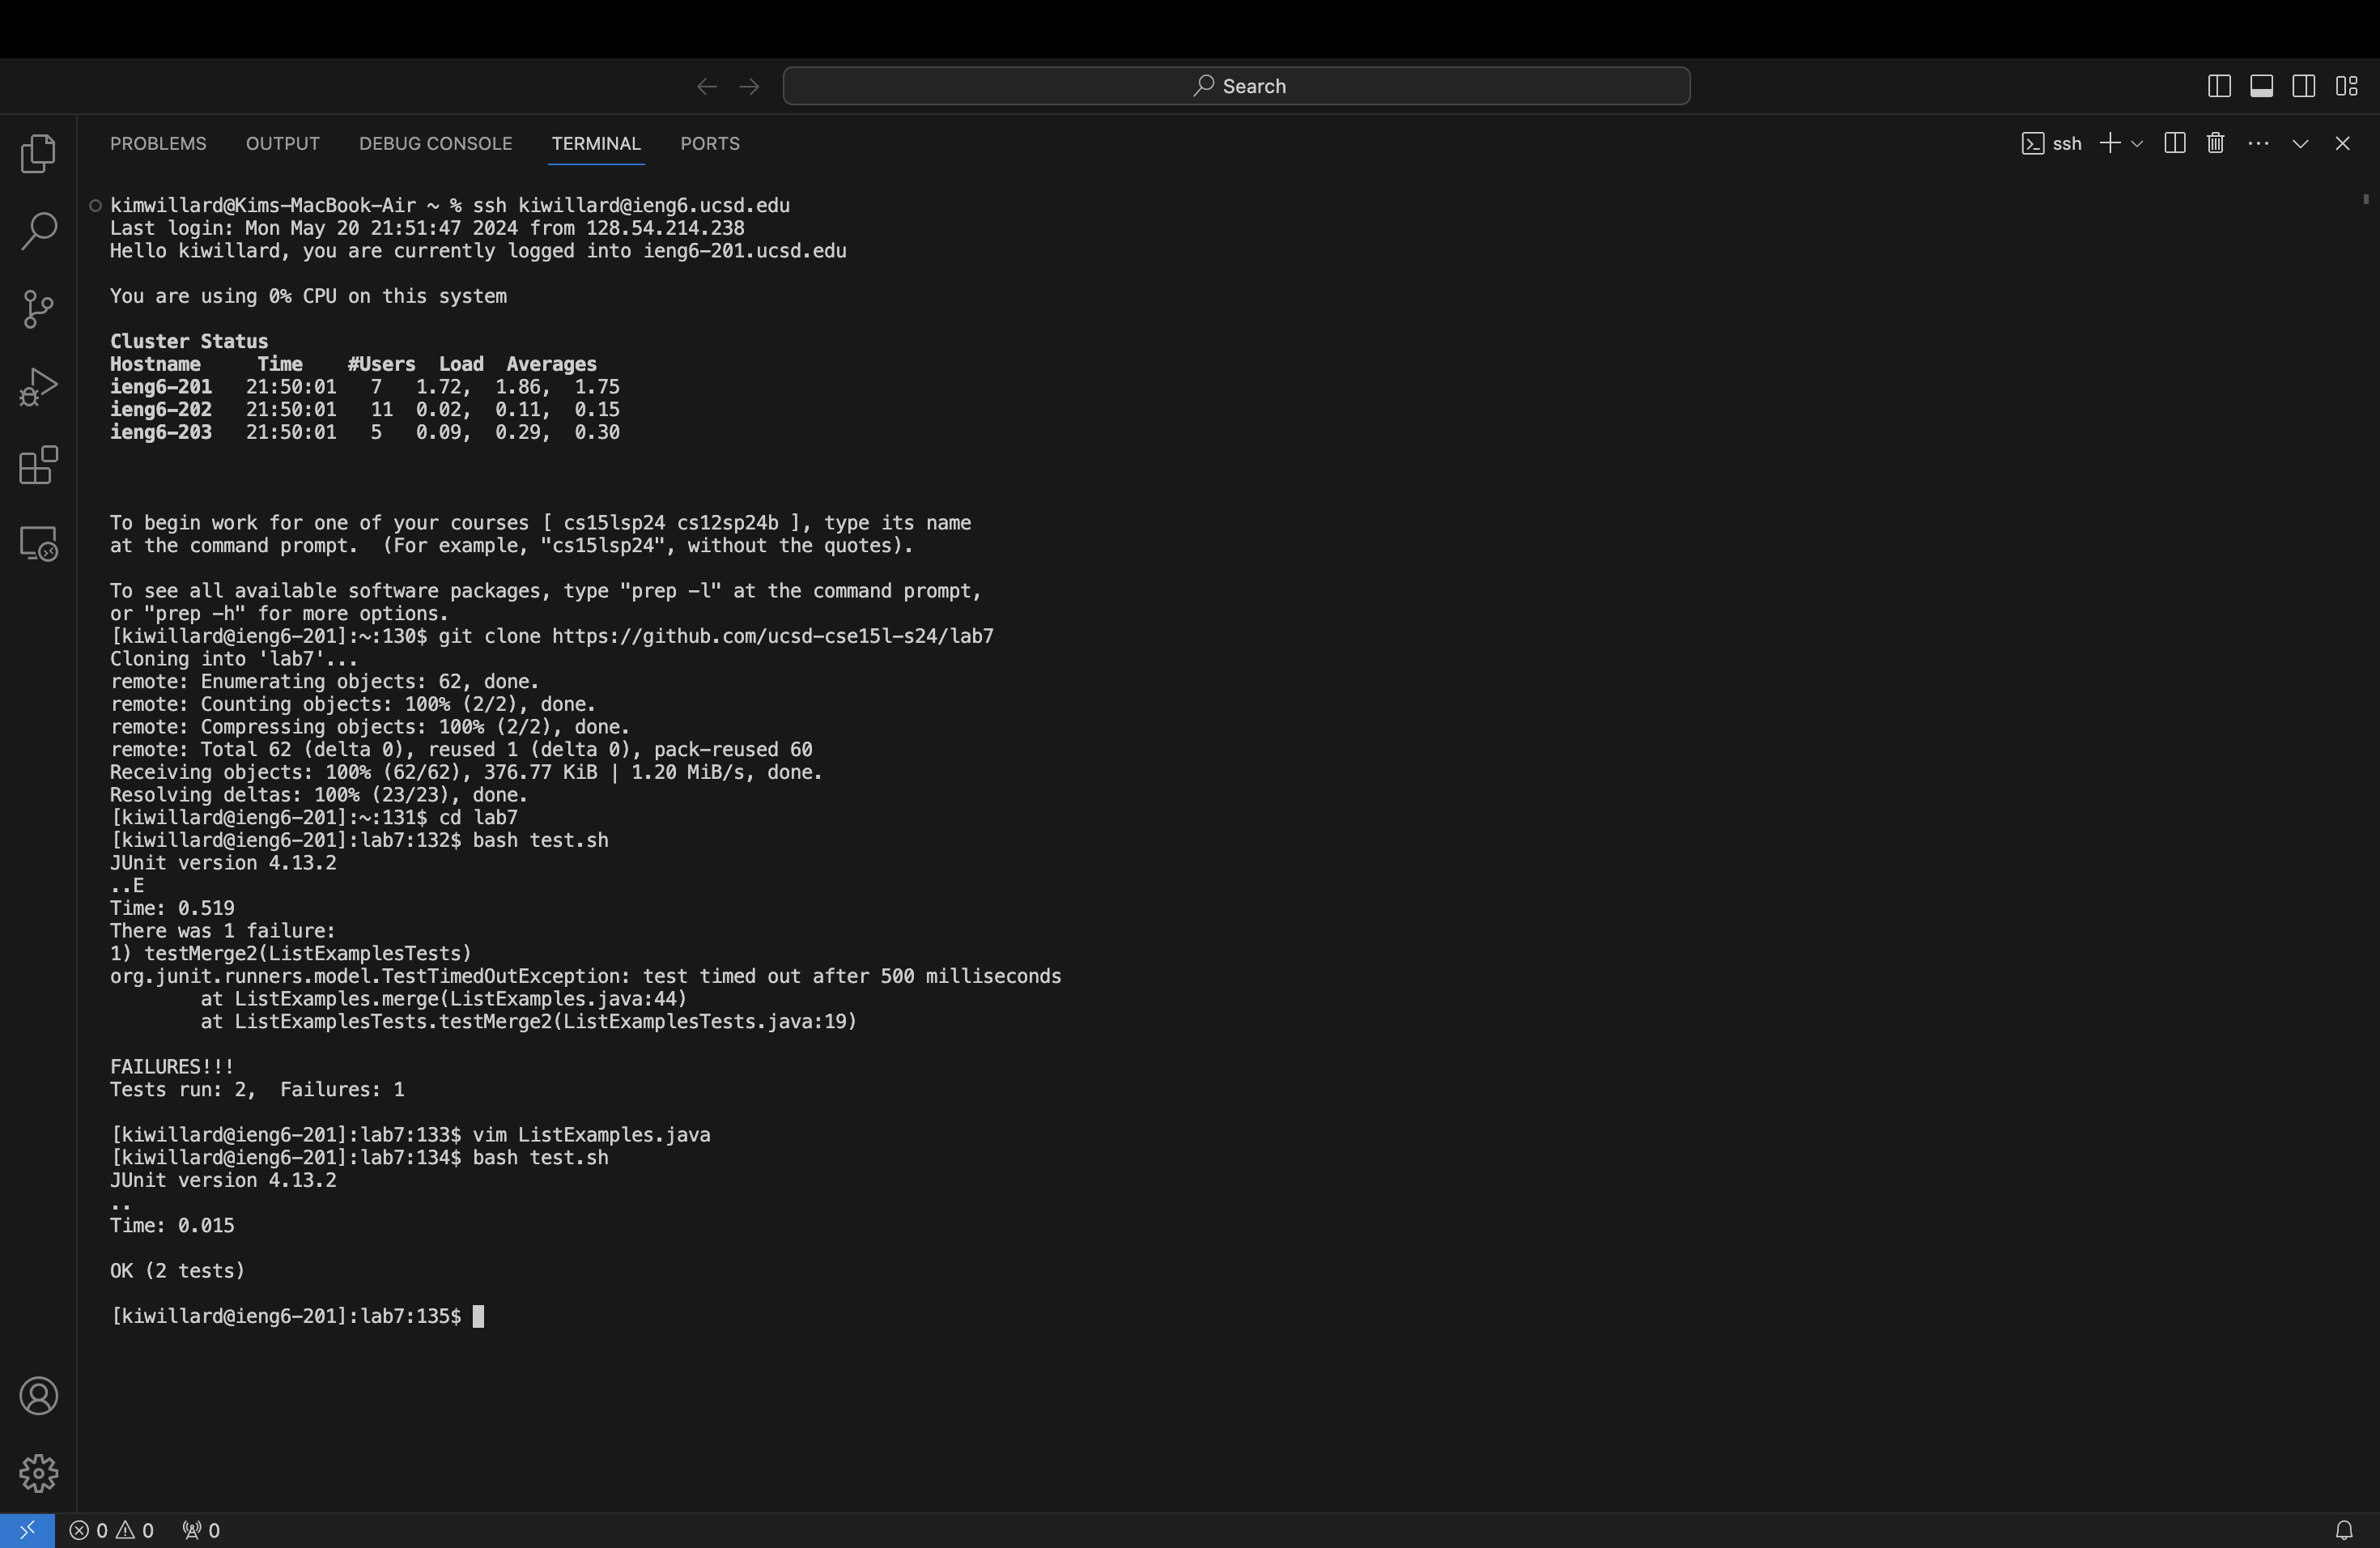 Search
PROBLEMS OUTPUT DEBUG CONSOLE TERMINAL PORTS
ssh
kimwillard@Kims-MacBook-Air ~ % ssh kiwillard@ieng6.ucsd.edu
Last login: Mon May 20 21:51:47 2024 from 128.54.214.238
Hello kiwillard, you are currently logged into ieng6-201.ucsd.edu
You are using 0% CPU on this system
Cluster Status
Hostname     Time    #Users  Load  Averages
ieng6-201   21:50:01   7   1.72,  1.86,  1.75
ieng6-202   21:50:01   11  0.02,  0.11,  0.15
ieng6-203   21:50:01   5   0.09,  0.29,  0.30
To begin work for one of your courses [ cs15lsp24 cs12sp24b ], type its name
at the command prompt.  (For example, "cs15lsp24", without the quotes).
To see all available software packages, type "prep -l" at the command prompt,
or "prep -h" for more options.
[kiwillard@ieng6-201]:~:130$ git clone https://github.com/ucsd-cse15l-s24/lab7
Cloning into 'lab7'...
remote: Enumerating objects: 62, done.
remote: Counting objects: 100% (2/2), done.
remote: Compressing objects: 100% (2/2), done.
remote: Total 62 (delta 0), reused 1 (delta 0), pack-reused 60
Receiving objects: 100% (62/62), 376.77 KiB | 1.20 MiB/s, done.
Resolving deltas: 100% (23/23), done.
[kiwillard@ieng6-201]:~:131$ cd lab7
[kiwillard@ieng6-201]:lab7:132$ bash test.sh
JUnit version 4.13.2
..E
Time: 0.519
There was 1 failure:
1) testMerge2(ListExamplesTests)
org.junit.runners.model.TestTimedOutException: test timed out after 500 milliseconds
        at ListExamples.merge(ListExamples.java:44)
        at ListExamplesTests.testMerge2(ListExamplesTests.java:19)
FAILURES!!!
Tests run: 2,  Failures: 1
[kiwillard@ieng6-201]:lab7:133$ vim ListExamples.java
[kiwillard@ieng6-201]:lab7:134$ bash test.sh
JUnit version 4.13.2
..
Time: 0.015
OK (2 tests)
[kiwillard@ieng6-201]:lab7:135$
0 0 0